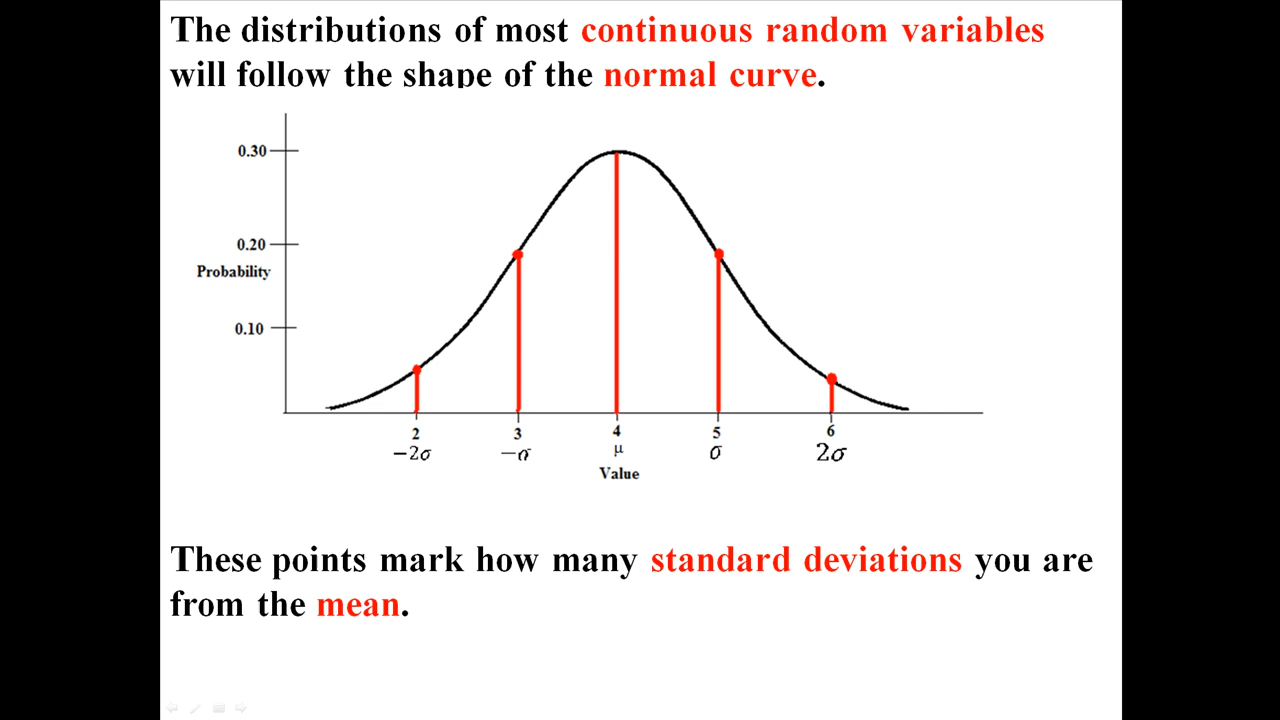 The distributions of most continuous random variables
will follow the shape of the normal curve.
0.30
0.20
Probability
0.10
2 3 4 5 6
−2σ −σ μ σ 2σ
Value
These points mark how many standard deviations you are
from the mean.